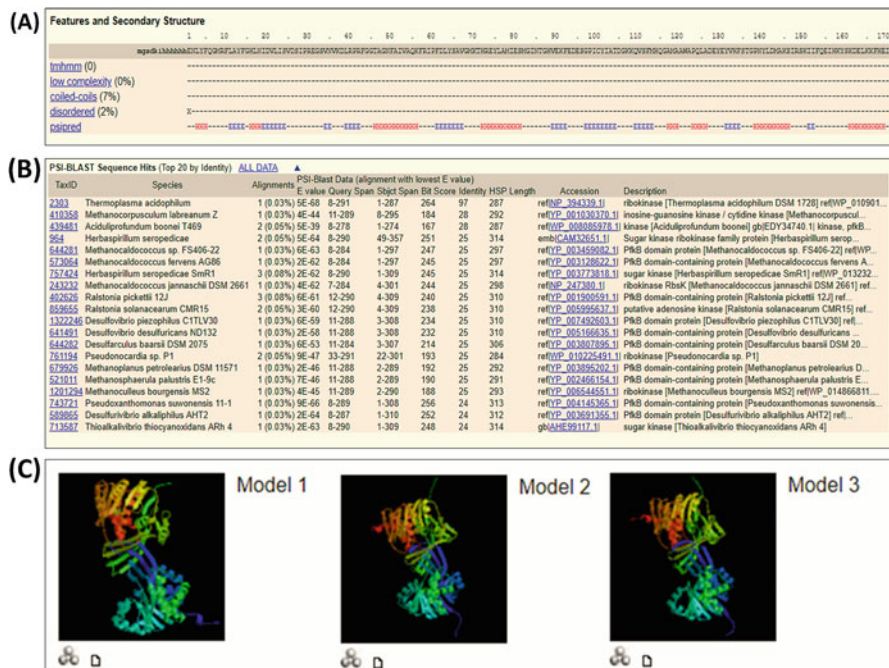 (A)
Features and Secondary Structure
tmhmm (0)
low complexity (0%)
coiled-coils (7%)
disordered (2%)
psipred
(B)
PSI-BLAST Sequence Hits (Top 20 by Identity) ALL DATA
PSI-Blast Data (alignment with lowest E value)
TaxID Species Alignments E value Query Span Sbjct Span Bit Score Identity HSP Length Accession Description
2303 Thermoplasma acidophilum 1 (0.03%) 5E-68 8-291 1-287 264 97 287 ref|NP_394339.1| ribokinase [Thermoplasma acidophilum DSM 1728] ref|WP_010901...
410358 Methanocorpusculum labreanum Z 1 (0.03%) 4E-44 11-289 8-295 184 28 292 ref|YP_001030370.1| inosine-guanosine kinase / cytidine kinase [Methanocorpuscul...
439481 Aciduliprofundum boonei T469 2 (0.05%) 5E-39 8-278 1-274 167 28 287 ref|WP_008085978.1| kinase [Aciduliprofundum boonei] gb|EDY34740.1| kinase, pfkB...
964 Herbaspirillum seropedicae 2 (0.05%) 5E-64 8-290 49-357 251 25 314 emb|CAM32651.1| Sugar kinase ribokinase family protein [Herbaspirillum serop...
644281 Methanocaldococcus sp. FS406-22 1 (0.03%) 6E-63 8-284 1-297 247 25 297 ref|YP_003459082.1| PfkB domain protein [Methanocaldococcus sp. FS406-22] ref|WP...
573064 Methanocaldococcus fervens AG86 1 (0.03%) 2E-62 8-284 1-297 245 25 297 ref|YP_003128622.1| PfkB domain protein [Methanocaldococcus fervens A...
757424 Herbaspirillum seropedicae SmR1 3 (0.08%) 2E-62 8-290 1-309 245 25 314 ref|YP_003773818.1| sugar kinase [Herbaspirillum seropedicae SmR1] ref|WP_013232...
243232 Methanocaldococcus jannaschii DSM 2661 1 (0.03%) 4E-62 7-284 4-301 244 25 298 ref|NP_247380.1| ribokinase RbsK [Methanocaldococcus jannaschii DSM 2661] ref...
402626 Ralstonia pickettii 12J 3 (0.08%) 6E-61 12-290 4-309 240 25 310 ref|YP_001900591.1| PfkB domain-containing protein [Ralstonia pickettii 12J] ref...
859655 Ralstonia solanacearum CMR15 2 (0.05%) 3E-60 12-290 4-309 238 25 310 ref|YP_005995637.1| putative adenosine kinase [Ralstonia solanacearum CMR15] ref...
1322246 Desulfovibrio piezophilus C1TLV30 1 (0.03%) 6E-59 11-288 3-308 234 25 310 ref|YP_007492603.1| PfkB domain protein [Desulfovibrio piezophilus C1TLV30] ref|...
641491 Desulfovibrio desulfuricans ND132 1 (0.03%) 2E-58 11-288 3-308 232 25 310 ref|YP_005166635.1| PfkB domain-containing protein [Desulfovibrio desulfuricans ...
644282 Desulfarculus baarsii DSM 2075 1 (0.03%) 6E-53 11-284 3-307 214 25 306 ref|YP_003807895.1| PfkB domain-containing protein [Desulfarculus baarsii DSM 20...
761194 Pseudonocardia sp. P1 2 (0.05%) 9E-47 33-291 22-301 193 25 284 ref|WP_010225491.1| ribokinase [Pseudonocardia sp. P1]
679926 Methanoplanus petrolearius DSM 11571 1 (0.03%) 7E-46 11-288 2-289 192 25 292 ref|YP_003895202.1| PfkB domain-containing protein [Methanoplanus petrolearius D...
521011 Methanosphaerula palustris E1-9c 1 (0.03%) 2E-46 11-288 2-289 190 25 291 ref|YP_002466154.1| PfkB domain-containing protein [Methanosphaerula palustris E...
1201294 Methanoculleus bourgensis MS2 1 (0.03%) 4E-45 11-289 2-290 188 25 293 ref|YP_006544551.1| ribokinase [Methanoculleus bourgensis MS2] ref|WP_014866811....
743721 Pseudoxanthomonas suwonensis 11-1 1 (0.03%) 9E-66 8-289 1-308 256 24 313 ref|YP_004145365.1| PfkB domain-containing protein [Pseudoxanthomonas suwonensis...
589865 Desulfurivibrio alkaliphilus AHT2 1 (0.03%) 2E-64 8-287 1-310 252 24 312 ref|YP_003691355.1| PfkB domain protein [Desulfurivibrio alkaliphilus AHT2] ref|...
713587 Thioalkalivibrio thiocyanoxidans ARh 4 1 (0.03%) 2E-63 8-290 1-309 248 24 314 gb|AHE99117.1| sugar kinase [Thioalkalivibrio thiocyanoxidans ARh 4]
(C)
Model 1
Model 2
Model 3